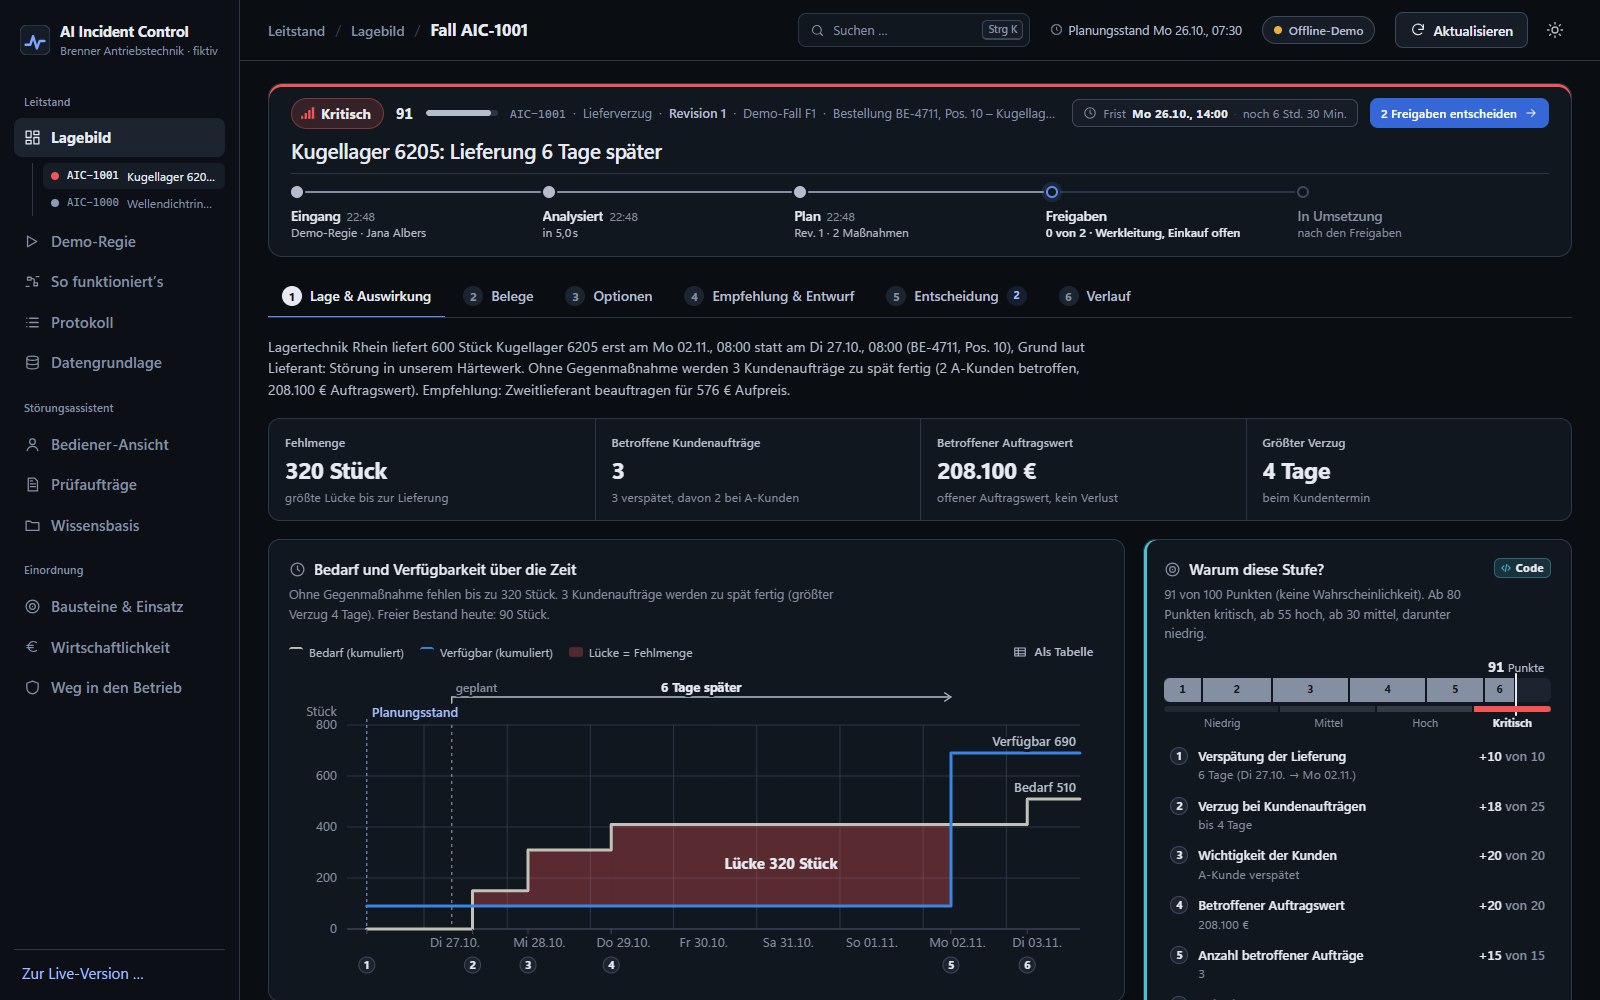 AI Incident Control
Brenner Antriebstechnik · fiktiv
Leitstand
Lagebild
AIC-1001 Kugellager 620...
AIC-1000 Wellendichtrin...
Demo-Regie
So funktioniert's
Protokoll
Datengrundlage
Störungsassistent
Bediener-Ansicht
Prüfaufträge
Wissensbasis
Einordnung
Bausteine & Einsatz
Wirtschaftlichkeit
Weg in den Betrieb
Zur Live-Version ...
Leitstand / Lagebild / Fall AIC-1001
Suchen ... Strg K
Planungsstand Mo 26.10., 07:30
Offline-Demo
Aktualisieren
Kritisch 91 AIC-1001 · Lieferverzug · Revision 1 · Demo-Fall F1 · Bestellung BE-4711, Pos. 10 – Kugellag...
Frist Mo 26.10., 14:00 · noch 6 Std. 30 Min.
2 Freigaben entscheiden →
Kugellager 6205: Lieferung 6 Tage später
Eingang 22:48
Demo-Regie · Jana Albers
Analysiert 22:48
in 5,0 s
Plan 22:48
Rev. 1 · 2 Maßnahmen
Freigaben
0 von 2 · Werkleitung, Einkauf offen
In Umsetzung
nach den Freigaben
1 Lage & Auswirkung
2 Belege
3 Optionen
4 Empfehlung & Entwurf
5 Entscheidung 2
6 Verlauf
Lagertechnik Rhein liefert 600 Stück Kugellager 6205 erst am Mo 02.11., 08:00 statt am Di 27.10., 08:00 (BE-4711, Pos. 10), Grund laut
Lieferant: Störung in unserem Härtewerk. Ohne Gegenmaßnahme werden 3 Kundenaufträge zu spät fertig (2 A-Kunden betroffen,
208.100 € Auftragswert). Empfehlung: Zweitlieferant beauftragen für 576 € Aufpreis.
Fehlmenge
320 Stück
größte Lücke bis zur Lieferung
Betroffene Kundenaufträge
3
3 verspätet, davon 2 bei A-Kunden
Betroffener Auftragswert
208.100 €
offener Auftragswert, kein Verlust
Größter Verzug
4 Tage
beim Kundentermin
Bedarf und Verfügbarkeit über die Zeit
Ohne Gegenmaßnahme fehlen bis zu 320 Stück. 3 Kundenaufträge werden zu spät fertig (größter
Verzug 4 Tage). Freier Bestand heute: 90 Stück.
Bedarf (kumuliert) Verfügbar (kumuliert) Lücke = Fehlmenge
Als Tabelle
geplant 6 Tage später
Stück Planungsstand
800
600
400
200
0
Verfügbar 690
Bedarf 510
Lücke 320 Stück
Di 27.10. Mi 28.10. Do 29.10. Fr 30.10. Sa 31.10. So 01.11. Mo 02.11. Di 03.11.
1 2 3 4 5 6
Warum diese Stufe?
Code
91 von 100 Punkten (keine Wahrscheinlichkeit). Ab 80
Punkten kritisch, ab 55 hoch, ab 30 mittel, darunter
niedrig.
91 Punkte
1 2 3 4 5 6
Niedrig Mittel Hoch Kritisch
1 Verspätung der Lieferung +10 von 10
6 Tage (Di 27.10. → Mo 02.11.)
2 Verzug bei Kundenaufträgen +18 von 25
bis 4 Tage
3 Wichtigkeit der Kunden +20 von 20
A-Kunde verspätet
4 Betroffener Auftragswert +20 von 20
208.100 €
5 Anzahl betroffener Aufträge +15 von 15
3